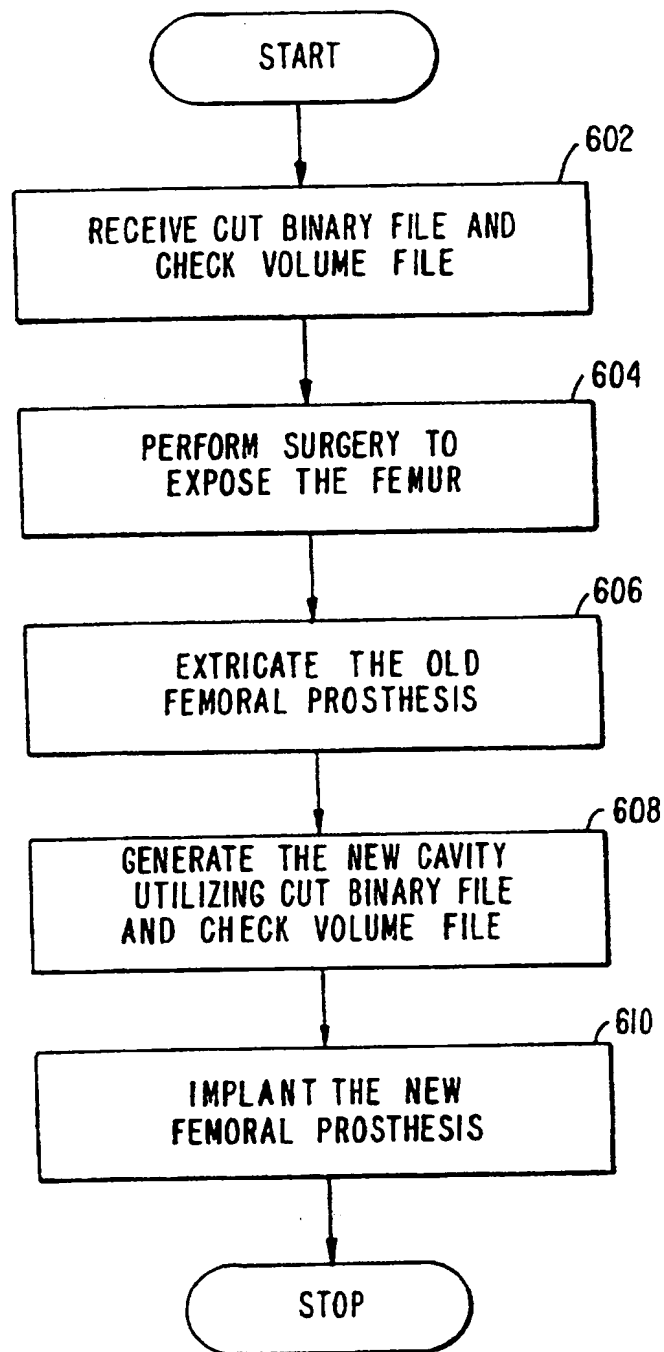 START
602
RECEIVE CUT BINARY FILE AND
CHECK VOLUME FILE
604
PERFORM SURGERY TO
EXPOSE THE FEMUR
606
EXTRICATE THE OLD
FEMORAL PROSTHESIS
608
GENERATE THE NEW CAVITY
UTILIZING CUT BINARY FILE
AND CHECK VOLUME FILE
610
IMPLANT THE NEW
FEMORAL PROSTHESIS
STOP